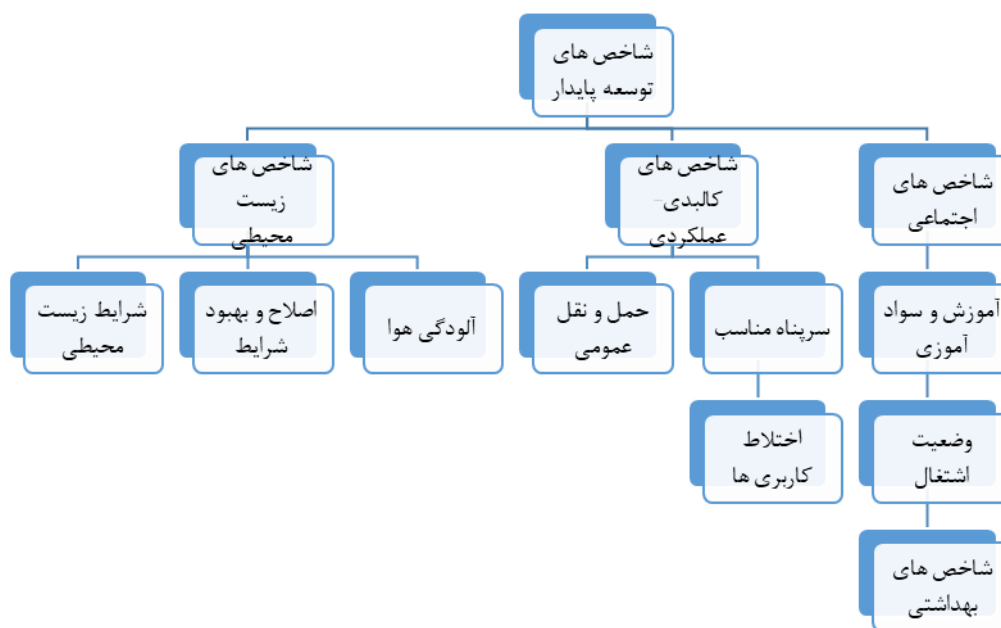 شاخص های
توسعه پایدار
شاخص های
اجتماعی
شاخص های
کالبدی-
عملکردی
شاخص های
زیست
محیطی
آموزش و سواد
آموزی
سرپناه مناسب
حمل و نقل
عمومی
آلودگی هوا
اصلاح و بهبود
شرایط
شرایط زیست
محیطی
وضعیت
اشتغال
اختلاط
کاربری ها
شاخص های
بهداشتی